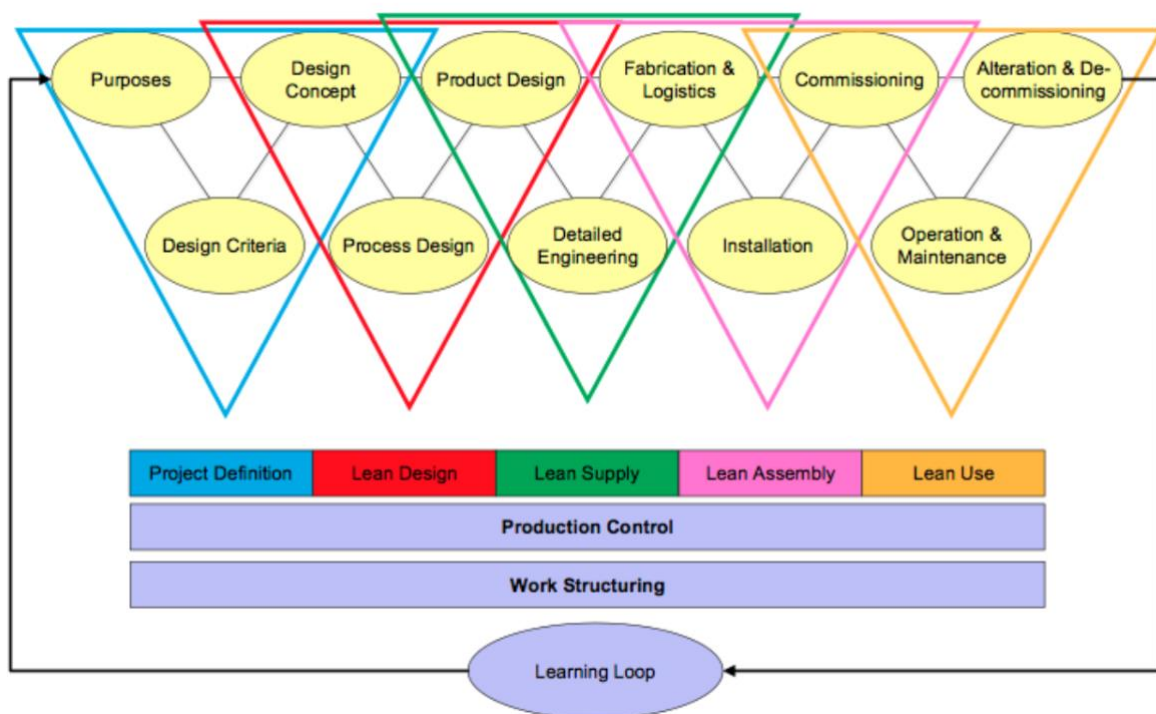 Purposes
Design
Concept
Product Design
Fabrication &
Logistics
Commissioning
Alteration & De-
commissioning
Design Criteria
Process Design
Detailed
Engineering
Installation
Operation &
Maintenance
Project Definition
Lean Design
Lean Supply
Lean Assembly
Lean Use
Production Control
Work Structuring
Learning Loop